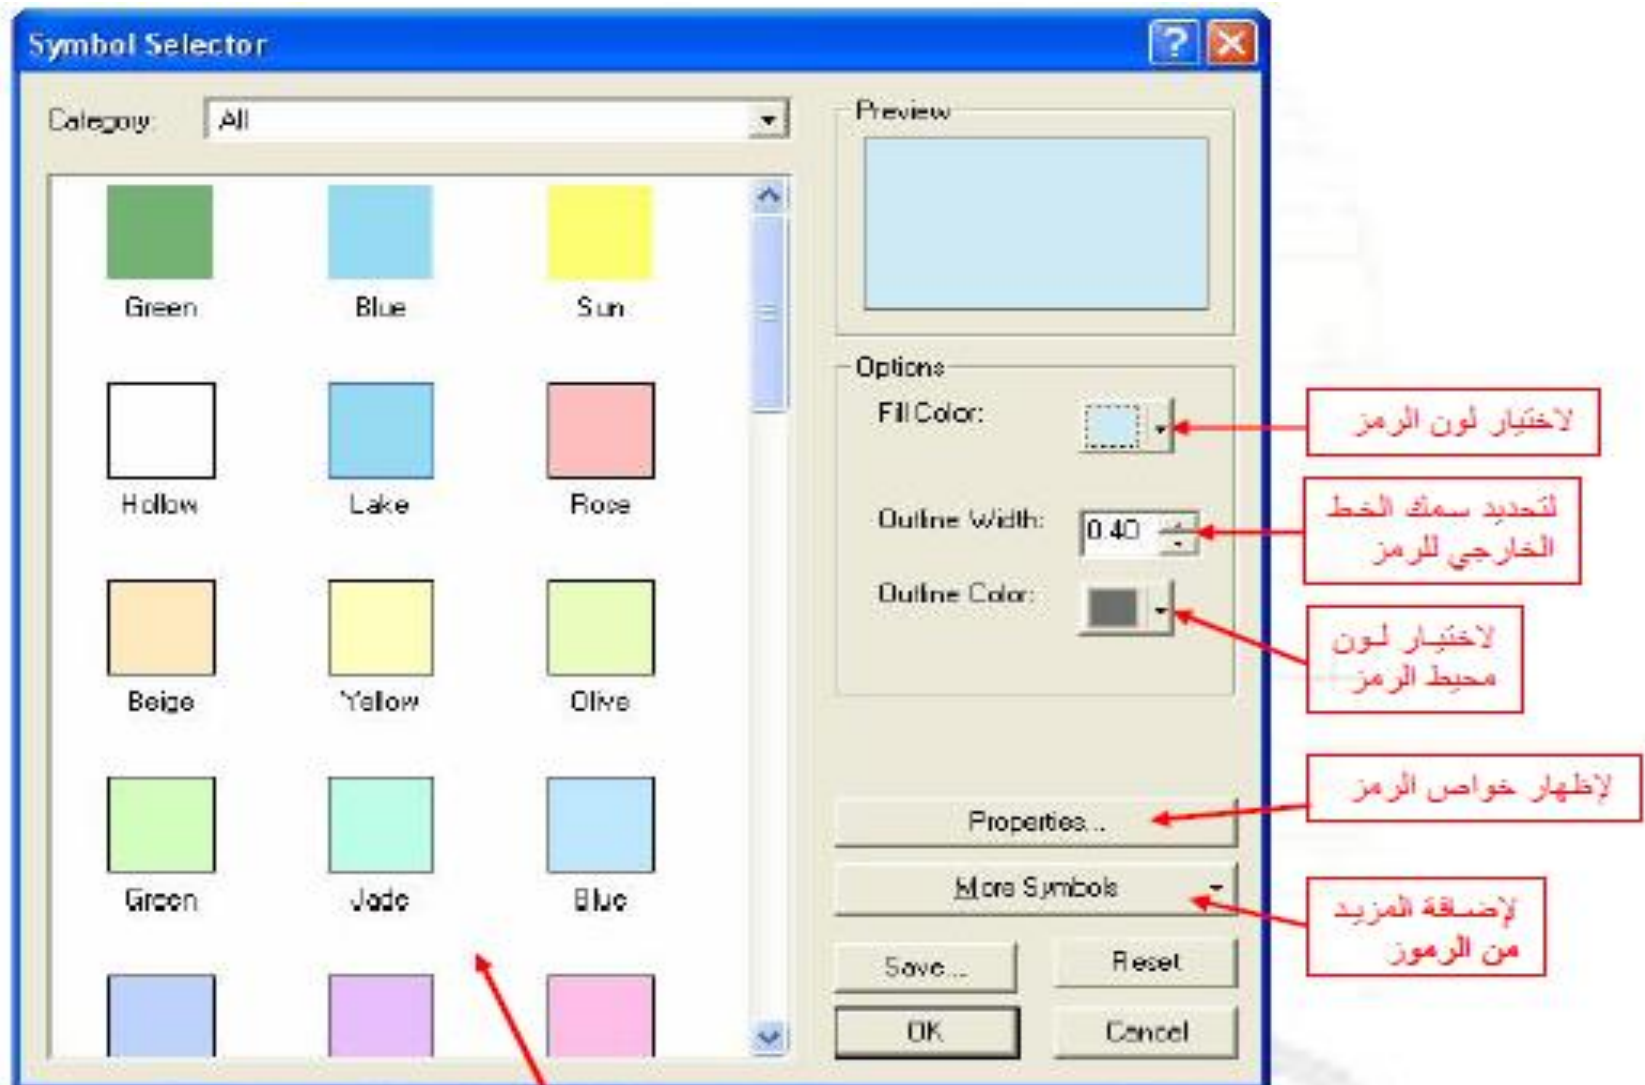 Symbol Selector
Category: All
Green Blue Sun
Hollow Lake Rose
Beige Yellow Olive
Green Jade Blue
Preview
Options
Fill Color:
Outline Width: 0.40
Outline Color:
Properties...
More Symbols
Save... Reset
OK Cancel
لاختيار لون الرمز
لتحديد سمك الخط
الخارجي للرمز
لاختيار لون
محيط الرمز
لإظهار خواص الرمز
لإضافة المزيد
من الرموز